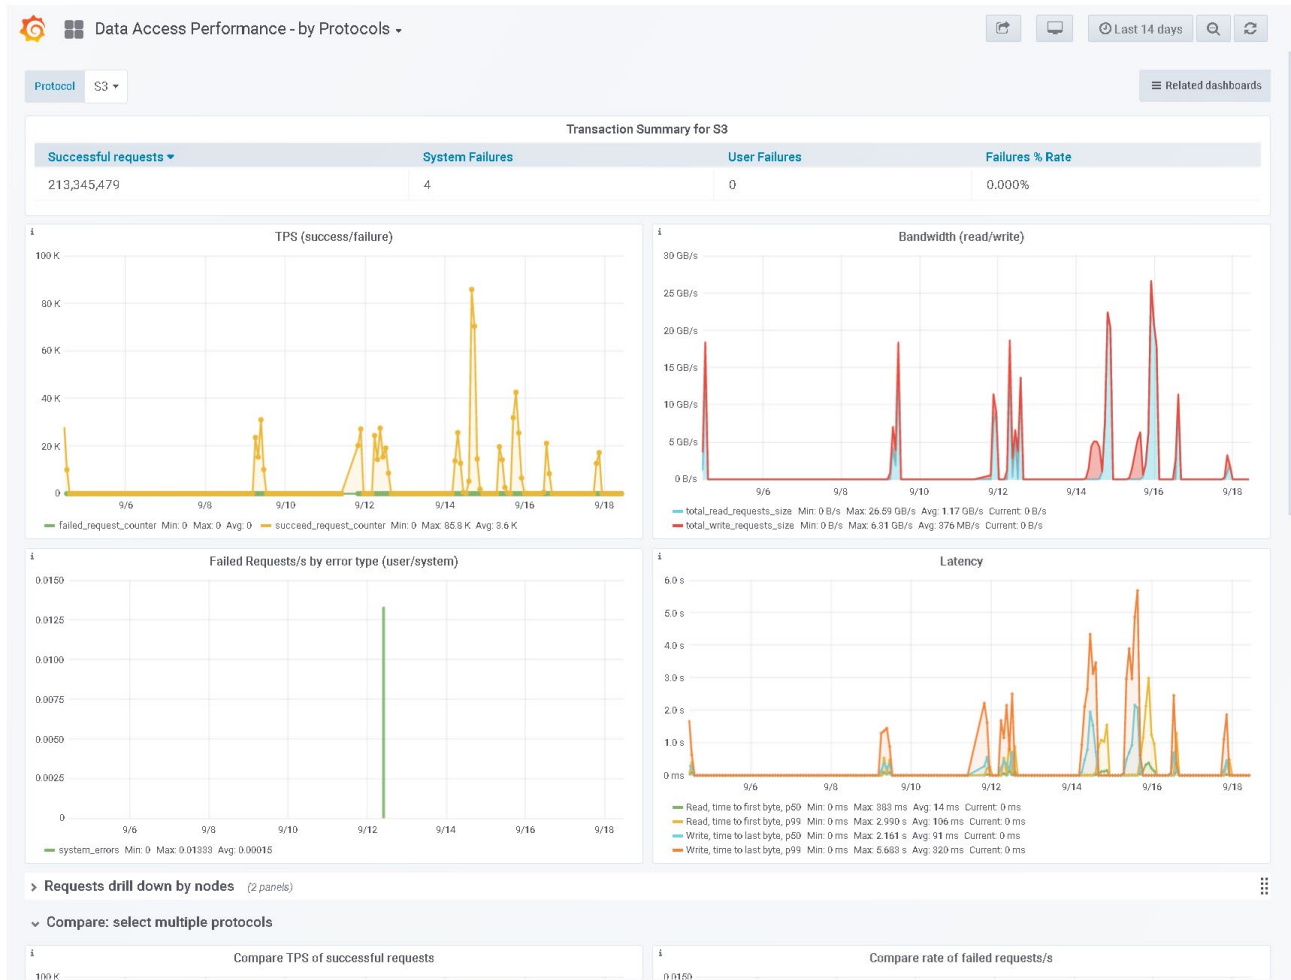 Data Access Performance - by Protocols
Last 14 days
Protocol S3
Related dashboards
Transaction Summary for S3
Successful requests System Failures User Failures Failures % Rate
213,345,479 4 0 0.000%
i
TPS (success/failure)
100 K
80 K
60 K
40 K
20 K
0
9/6 9/8 9/10 9/12 9/14 9/16 9/18
failed_request_counter Min: 0 Max: 0 Avg: 0 succeed_request_counter Min: 0 Max: 85.8 K Avg: 3.6 K
i
Bandwidth (read/write)
30 GB/s
25 GB/s
20 GB/s
15 GB/s
10 GB/s
5 GB/s
0 B/s
9/6 9/8 9/10 9/12 9/14 9/16 9/18
total_read_requests_size Min: 0 B/s Max: 26.59 GB/s Avg: 1.17 GB/s Current: 0 B/s
total_write_requests_size Min: 0 B/s Max: 6.31 GB/s Avg: 376 MB/s Current: 0 B/s
i
Failed Requests/s by error type (user/system)
0.0150
0.0125
0.0100
0.0075
0.0050
0.0025
0
9/6 9/8 9/10 9/12 9/14 9/16 9/18
system_errors Min: 0 Max: 0.01333 Avg: 0.00015
i
Latency
6.0 s
5.0 s
4.0 s
3.0 s
2.0 s
1.0 s
0 ms
9/6 9/8 9/10 9/12 9/14 9/16 9/18
Read, time to first byte, p50 Min: 0 ms Max: 383 ms Avg: 14 ms Current: 0 ms
Read, time to first byte, p99 Min: 0 ms Max: 2.990 s Avg: 106 ms Current: 0 ms
Write, time to last byte, p50 Min: 0 ms Max: 2.161 s Avg: 91 ms Current: 0 ms
Write, time to last byte, p99 Min: 0 ms Max: 5.683 s Avg: 320 ms Current: 0 ms
Requests drill down by nodes (2 panels)
Compare: select multiple protocols
i
Compare TPS of successful requests
100 K
i
Compare rate of failed requests/s
0.0150